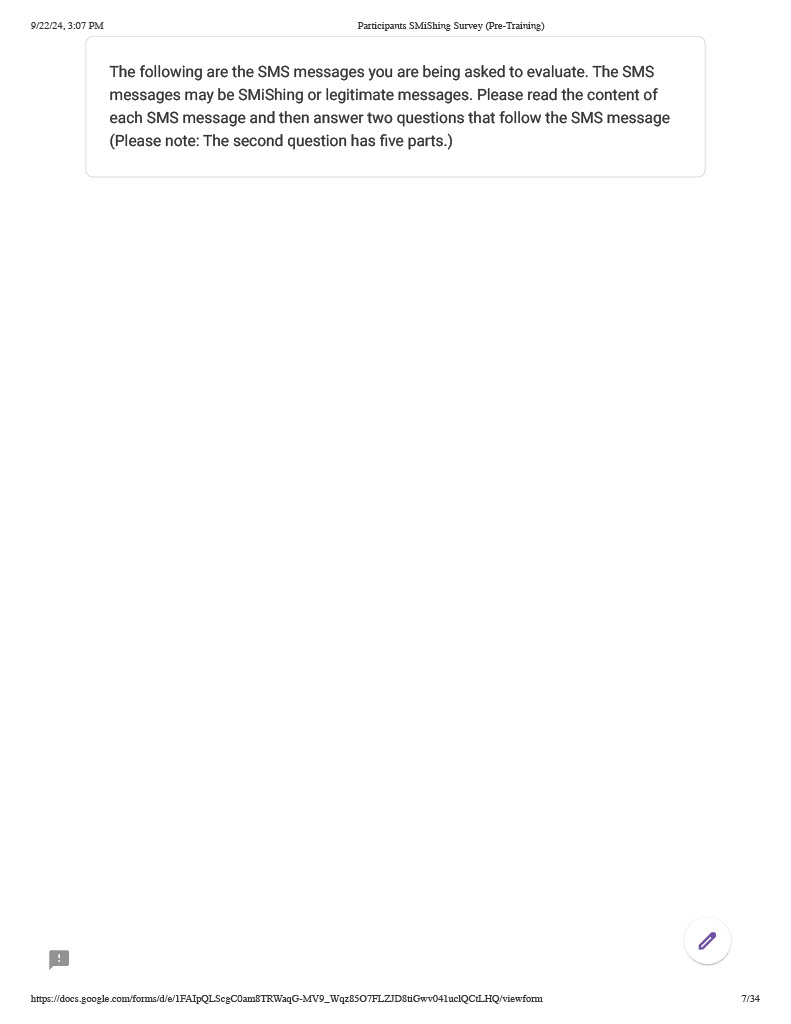 9/22/24, 3:07 PM
Participants SMiShing Survey (Pre-Training)
The following are the SMS messages you are being asked to evaluate. The SMS
messages may be SMiShing or legitimate messages. Please read the content of
each SMS message and then answer two questions that follow the SMS message
(Please note: The second question has five parts.)
https://docs.google.com/forms/d/e/1FAIpQLScgC0am8TRWaqG-MV9_Wqz85O7FLZJD8tiGwv041uclQCtLHQ/viewform
7/34